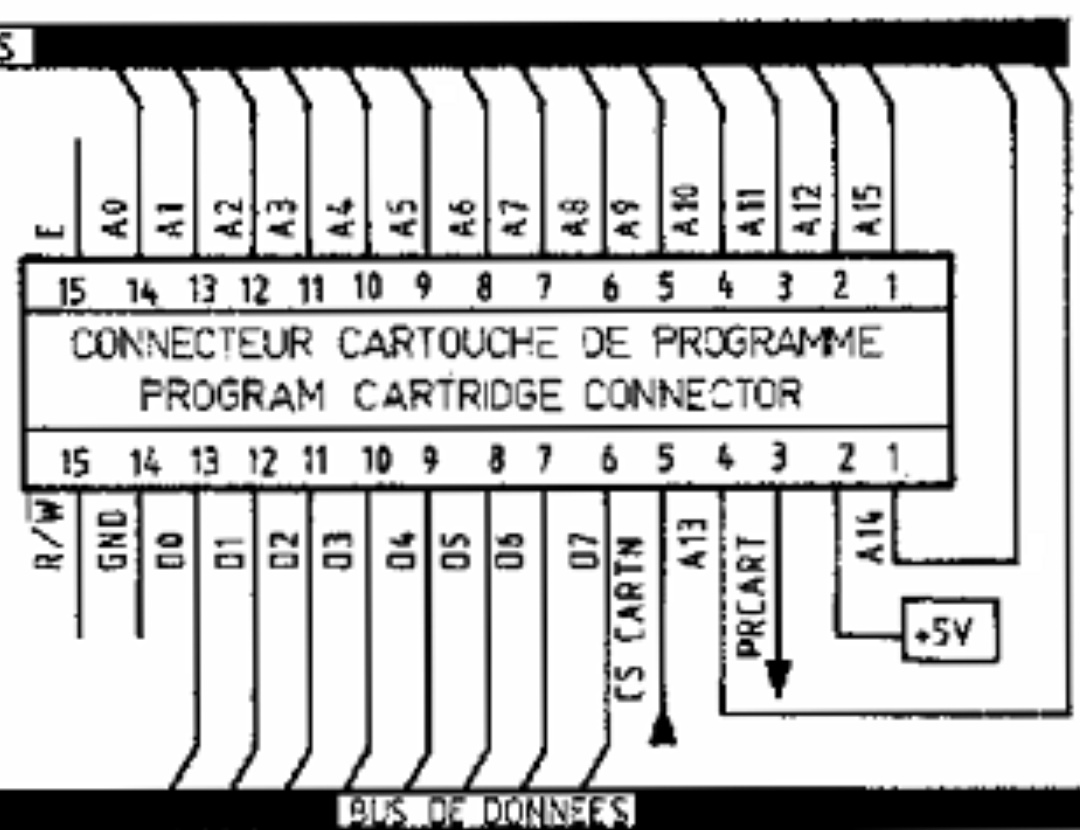 S
E A0 A1 A2 A3 A4 A5 A6 A7 A8 A9 A10 A11 A12 A15
15 14 13 12 11 10 9 8 7 6 5 4 3 2 1
CONNECTEUR CARTOUCHE DE PROGRAMME
PROGRAM CARTRIDGE CONNECTOR
15 14 13 12 11 10 9 8 7 6 5 4 3 2 1
R/W GND D0 D1 D2 D3 D4 D5 D6 D7 CS CARTN A13 PRCART A14
+5V
BUS DE DONNEES